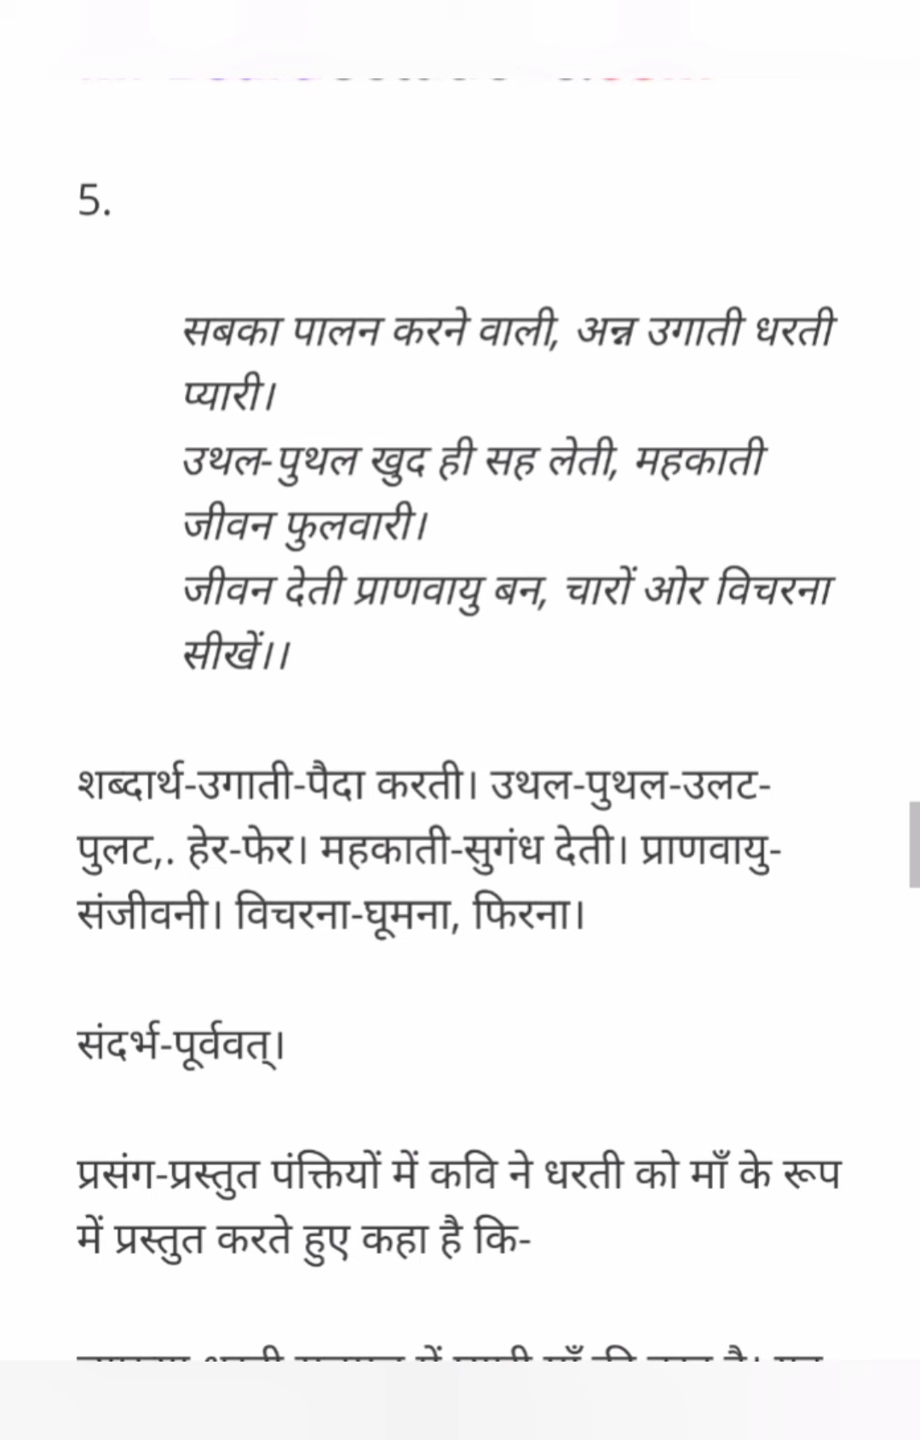 5.
सबका पालन करने वाली, अन्न उगाती धरती
प्यारी।
उथल-पुथल खुद ही सह लेती, महकाती
जीवन फुलवारी।
जीवन देती प्राणवायु बन, चारों ओर विचरना
सीखें।।
शब्दार्थ-उगाती-पैदा करती। उथल-पुथल-उलट-
पुलट,. हेर-फेर। महकाती-सुगंध देती। प्राणवायु-
संजीवनी। विचरना-घूमना, फिरना।
संदर्भ-पूर्ववत्।
प्रसंग-प्रस्तुत पंक्तियों में कवि ने धरती को माँ के रूप
में प्रस्तुत करते हुए कहा है कि-